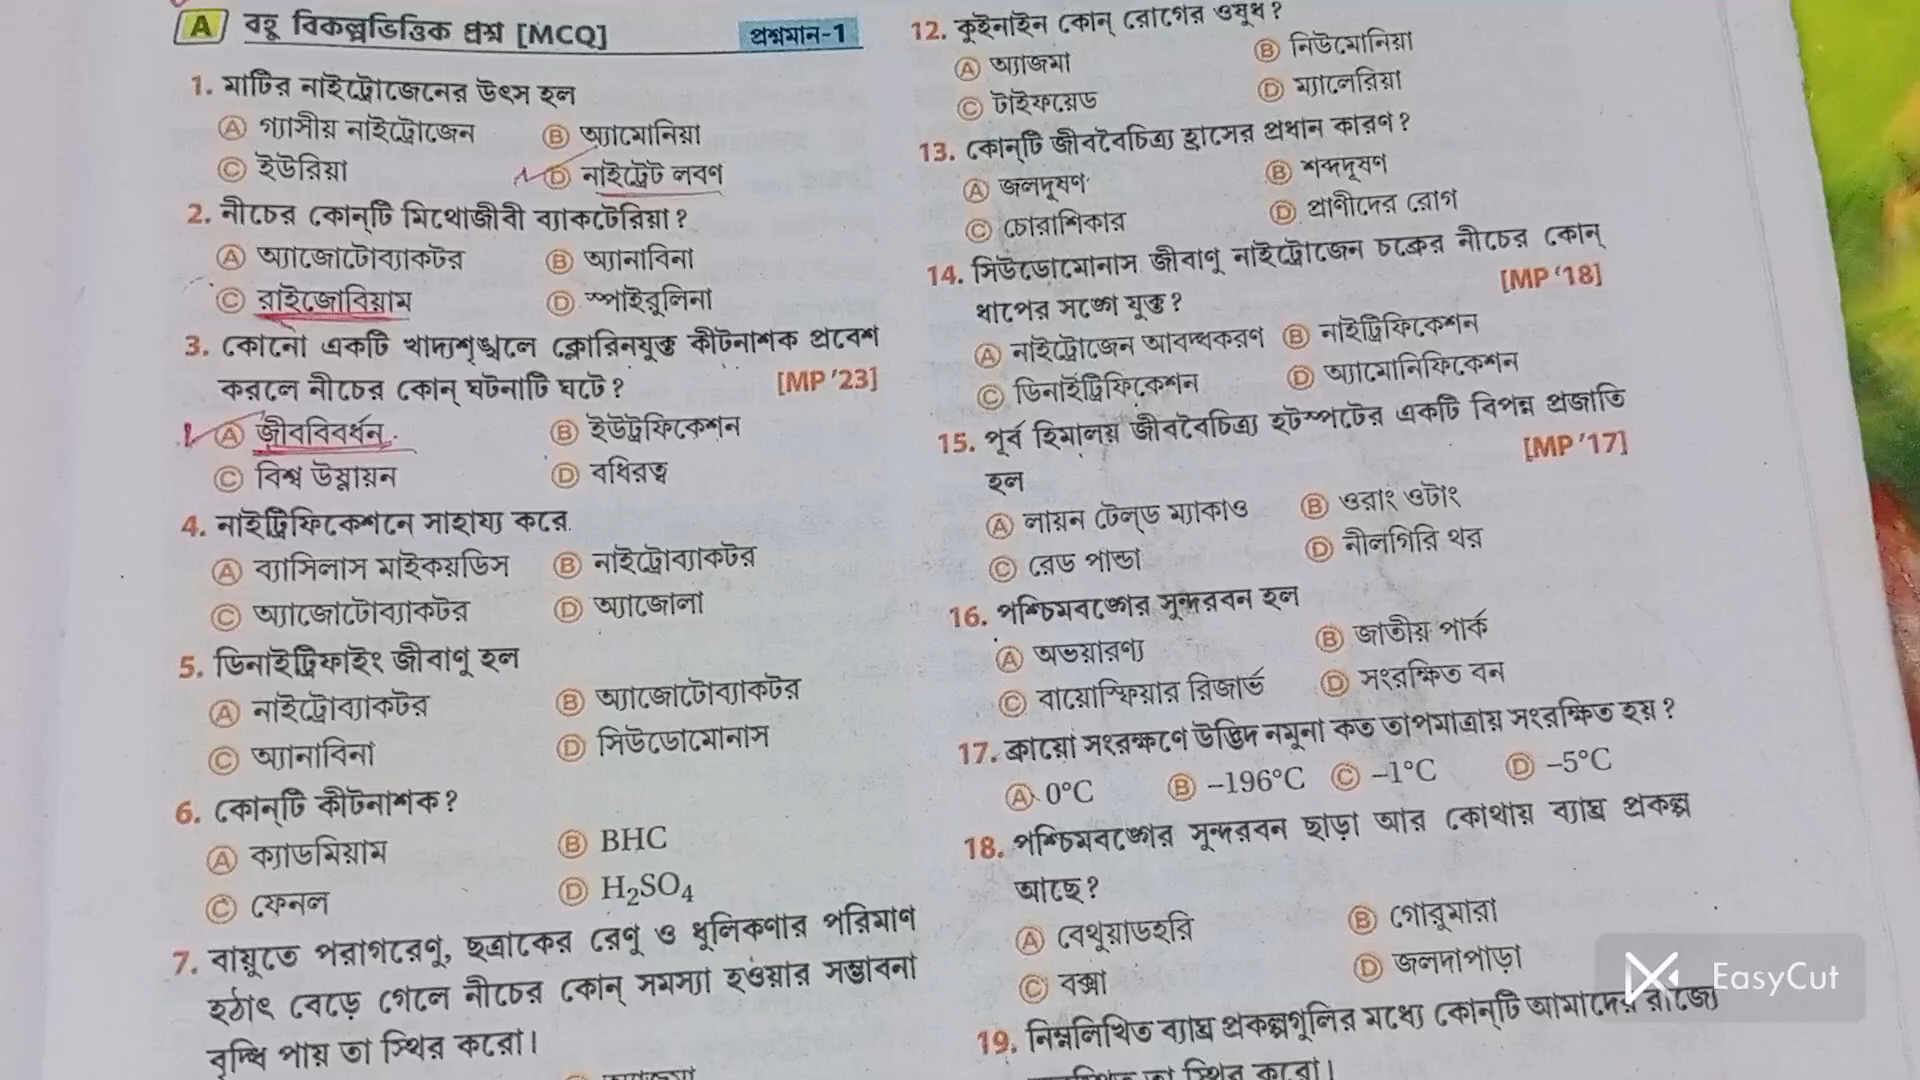 A বহু বিকল্পভিত্তিক প্রশ্ন [MCQ] প্রশ্নমান-1
1. মাটির নাইট্রোজেনের উৎস হল
A গ্যাসীয় নাইট্রোজেন B অ্যামোনিয়া
C ইউরিয়া D নাইট্রেট লবণ
2. নীচের কোন্‌টি মিথোজীবী ব্যাকটেরিয়া?
A অ্যাজোটোব্যাকটর B অ্যানাবিনা
C রাইজোবিয়াম D স্পাইরুলিনা
3. কোনো একটি খাদ্যশৃঙ্খলে ক্লোরিনযুক্ত কীটনাশক প্রবেশ
করলে নীচের কোন্ ঘটনাটি ঘটে? [MP '23]
A জীববিবর্ধন B ইউট্রফিকেশন
C বিশ্ব উষ্ণায়ন D বধিরত্ব
4. নাইট্রিফিকেশনে সাহায্য করে
A ব্যাসিলাস মাইকয়ডিস B নাইট্রোব্যাকটর
C অ্যাজোটোব্যাকটর D অ্যাজোলা
5. ডিনাইট্রিফাইং জীবাণু হল
A নাইট্রোব্যাকটর B অ্যাজোটোব্যাকটর
C অ্যানাবিনা D সিউডোমোনাস
6. কোন্‌টি কীটনাশক?
A ক্যাডমিয়াম B BHC
C ফেনল D H₂SO₄
7. বায়ুতে পরাগরেণু, ছত্রাকের রেণু ও ধূলিকণার পরিমাণ
হঠাৎ বেড়ে গেলে নীচের কোন্ সমস্যা হওয়ার সম্ভাবনা
বৃদ্ধি পায় তা স্থির করো।
12. কুইনাইন কোন্ রোগের ওষুধ?
A অ্যাজমা B নিউমোনিয়া
C টাইফয়েড D ম্যালেরিয়া
13. কোন্‌টি জীববৈচিত্র্য হ্রাসের প্রধান কারণ?
A জলদূষণ B শব্দদূষণ
C চোরাশিকার D প্রাণীদের রোগ
14. সিউডোমোনাস জীবাণু নাইট্রোজেন চক্রের নীচের কোন্
ধাপের সঙ্গে যুক্ত? [MP '18]
A নাইট্রোজেন আবদ্ধকরণ B নাইট্রিফিকেশন
C ডিনাইট্রিফিকেশন D অ্যামোনিফিকেশন
15. পূর্ব হিমালয় জীববৈচিত্র্য হটস্পটের একটি বিপন্ন প্রজাতি
হল [MP '17]
A লায়ন টেল্‌ড ম্যাকাও B ওরাং ওটাং
C রেড পান্ডা D নীলগিরি থর
16. পশ্চিমবঙ্গের সুন্দরবন হল
A অভয়ারণ্য B জাতীয় পার্ক
C বায়োস্ফিয়ার রিজার্ভ D সংরক্ষিত বন
17. ক্রায়ো সংরক্ষণে উদ্ভিদ নমুনা কত তাপমাত্রায় সংরক্ষিত হয়?
A 0°C B –196°C C –1°C D –5°C
18. পশ্চিমবঙ্গের সুন্দরবন ছাড়া আর কোথায় ব্যাঘ্র প্রকল্প
আছে?
A বেথুয়াডহরি B গোরুমারা
C বক্সা D জলদাপাড়া
19. নিম্নলিখিত ব্যাঘ্র প্রকল্পগুলির মধ্যে কোন্‌টি আমাদের রাজ্যে
তা স্থির করো।
EasyCut